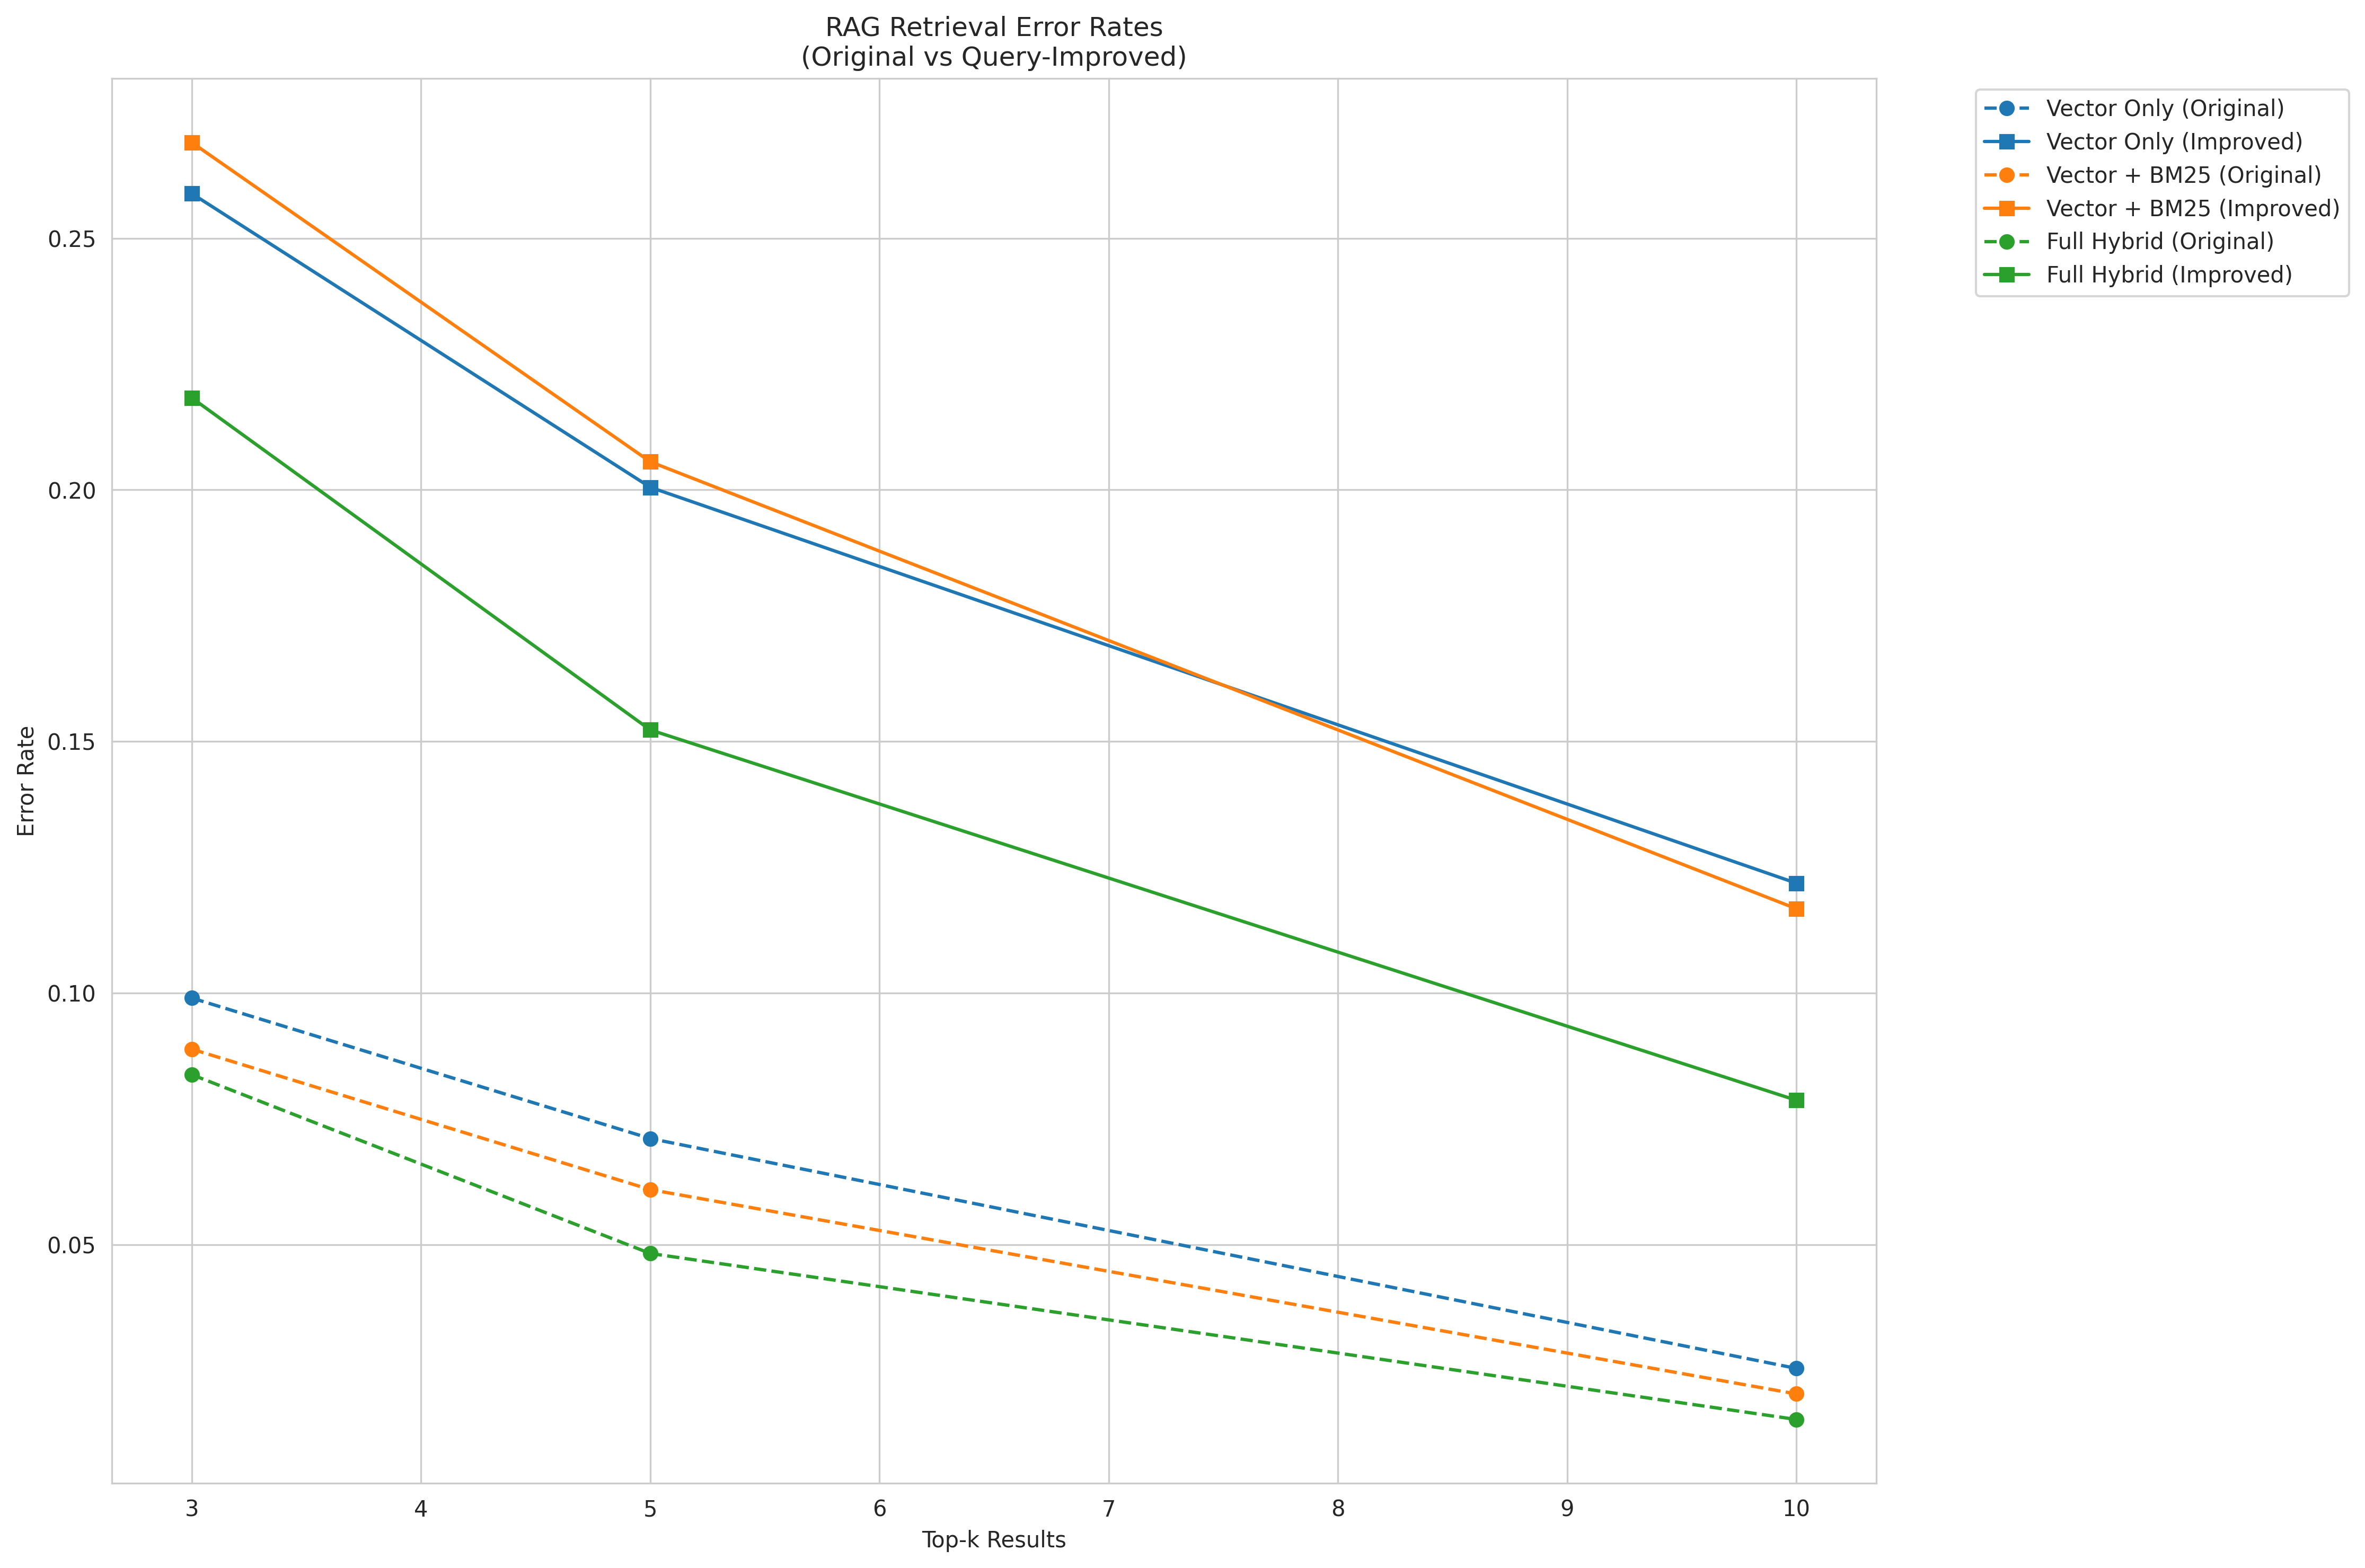 RAG Retrieval Error Rates
(Original vs Query-Improved)
Vector Only (Original)
Vector Only (Improved)
Vector + BM25 (Original)
Vector + BM25 (Improved)
Full Hybrid (Original)
Full Hybrid (Improved)
Error Rate
0.25
0.20
0.15
0.10
0.05
3 4 5 6 7 8 9 10
Top-k Results